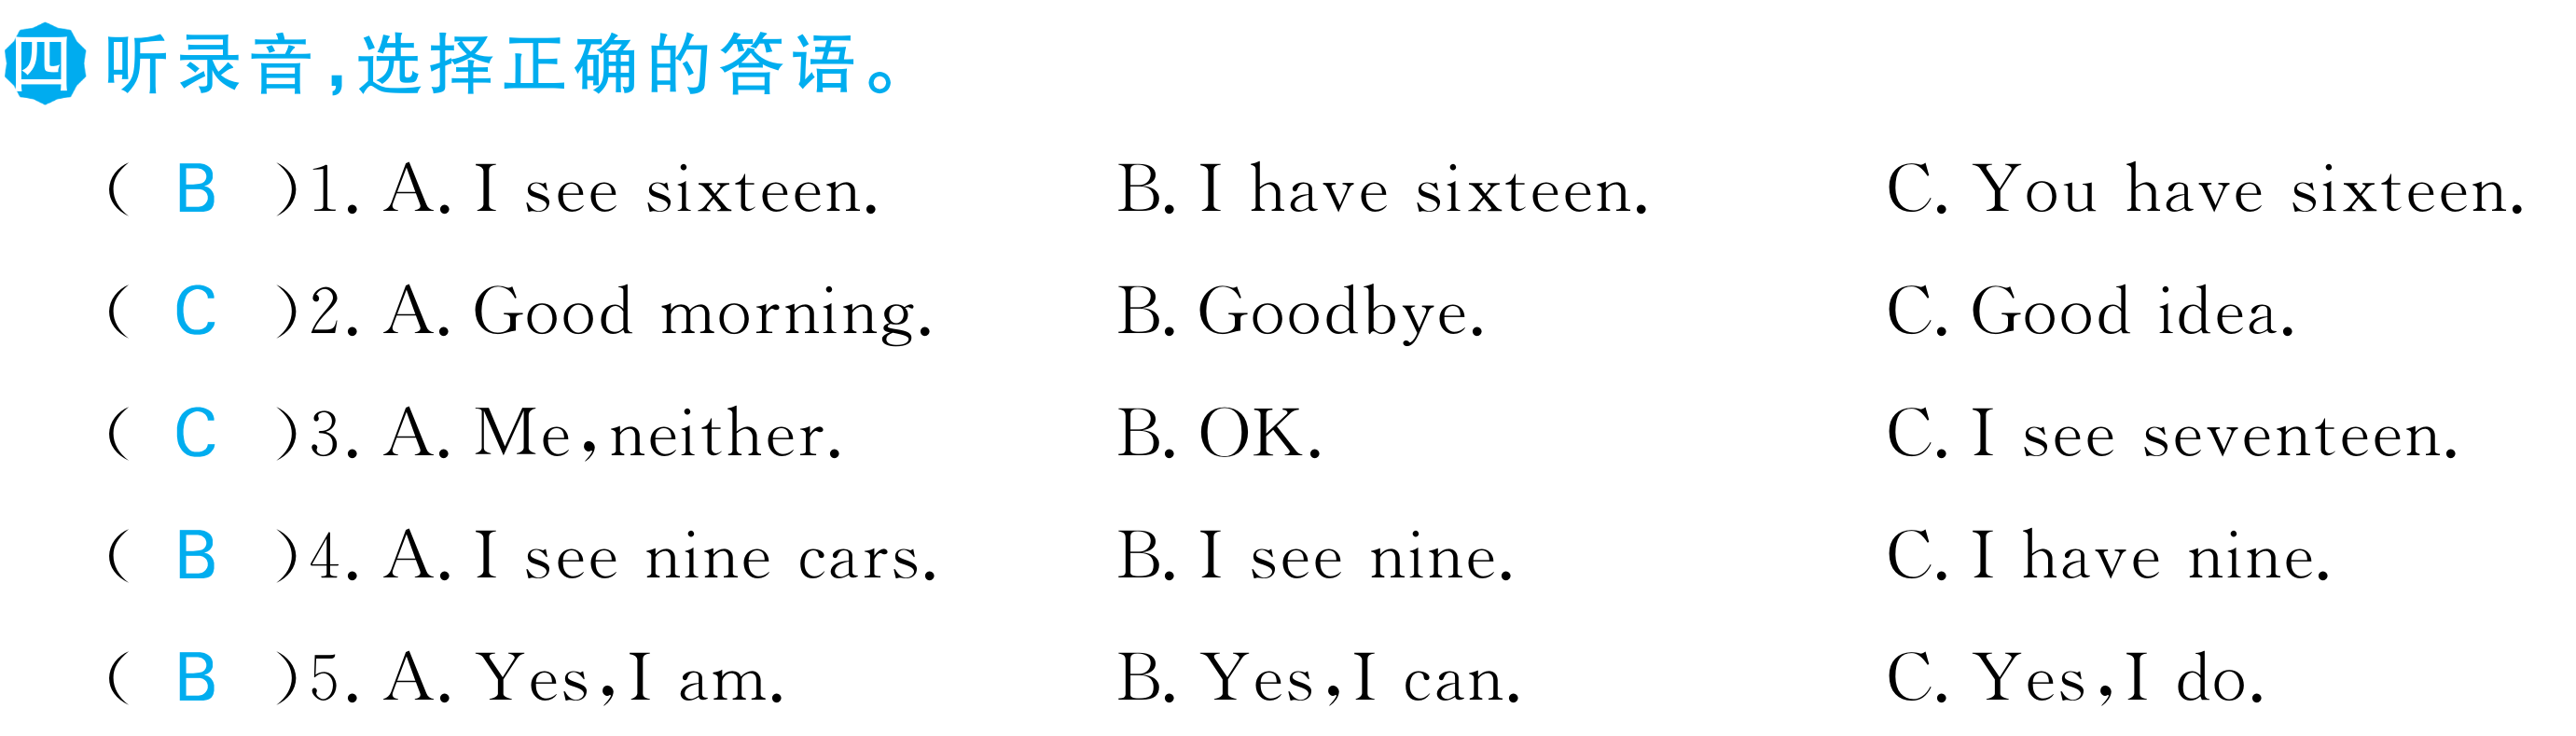 四 听录音,选择正确的答语。
( B )1. A. I see sixteen. B. I have sixteen. C. You have sixteen.
( C )2. A. Good morning. B. Goodbye. C. Good idea.
( C )3. A. Me,neither. B. OK. C. I see seventeen.
( B )4. A. I see nine cars. B. I see nine. C. I have nine.
( B )5. A. Yes,I am. B. Yes,I can. C. Yes,I do.